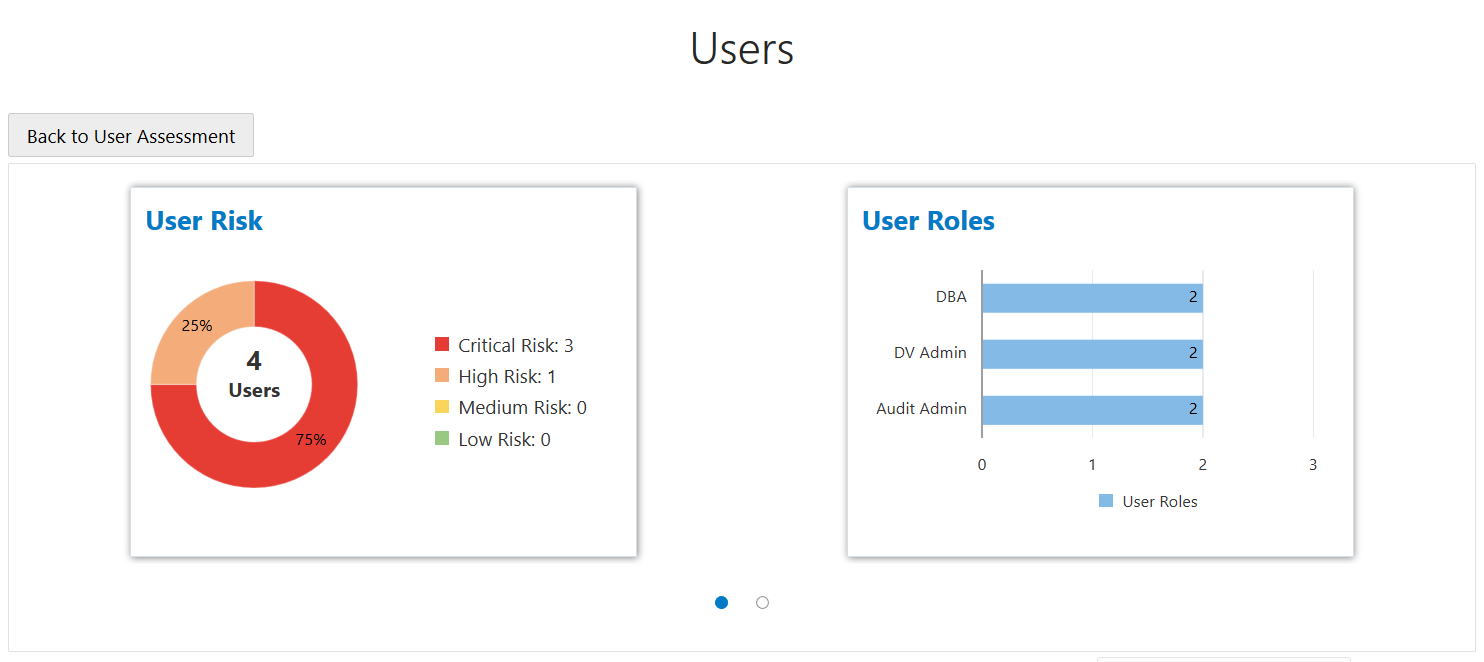 Users
Back to User Assessment
User Risk
25%
4
Users
75%
Critical Risk: 3
High Risk: 1
Medium Risk: 0
Low Risk: 0
User Roles
DBA
2
DV Admin
2
Audit Admin
2
0 1 2 3
User Roles